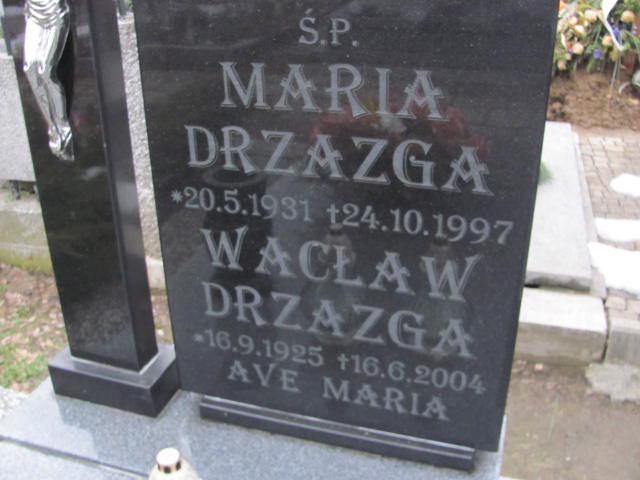 Ś.P.
MARIA
DRZAZGA
*20.5.1931 †24.10.1997
WACŁAW
DRZAZGA
*16.9.1925 †16.6.2004
AVE MARIA